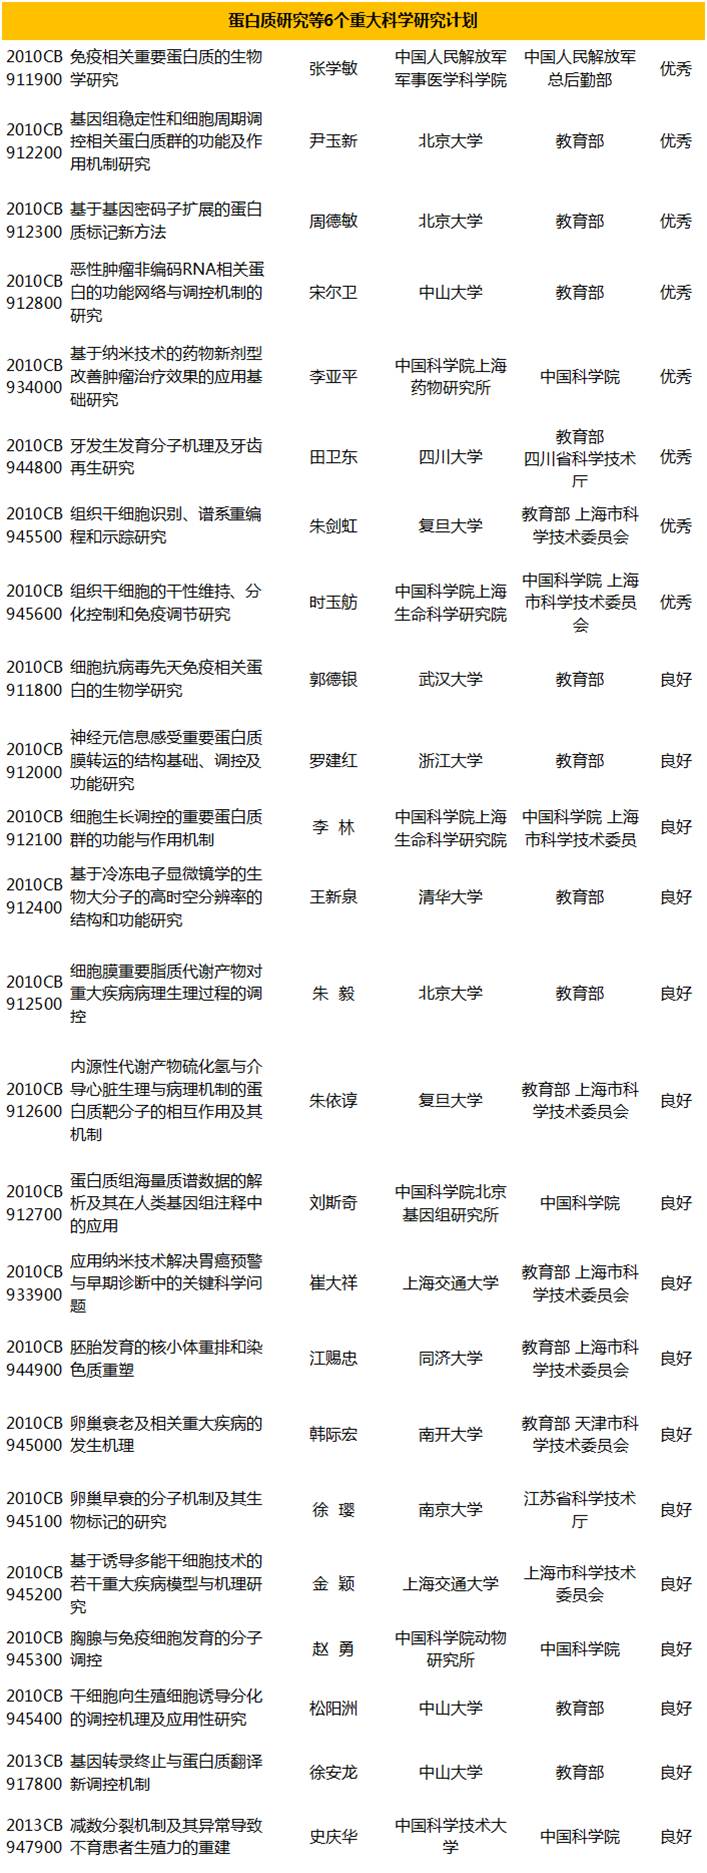 蛋白质研究等6个重大科学研究计划
2010CB 免疫相关重要蛋白质的生物 张学敏 中国人民解放军 中国人民解放军 优秀
911900 学研究 军事医学科学院 总后勤部
基因组稳定性和细胞周期调
2010CB 控相关蛋白质群的功能及作 尹玉新 北京大学 教育部 优秀
912200 用机制研究
2010CB 基于基因密码子扩展的蛋白 周德敏 北京大学 教育部 优秀
912300 质标记新方法
恶性肿瘤非编码RNA相关蛋
2010CB 白的功能网络与调控机制的 宋尔卫 中山大学 教育部 优秀
912800 研究
基于纳米技术的药物新剂型
2010CB 改善肿瘤治疗效果的应用基 李亚平 中国科学院上海 中国科学院 优秀
934000 础研究 药物研究所
教育部
2010CB 牙发生发育分子机理及牙齿 田卫东 四川大学 四川省科学技术 优秀
944800 再生研究 厅
2010CB 组织干细胞识别、谱系重编 朱剑虹 复旦大学 教育部 上海市科 优秀
945500 程和示踪研究 学技术委员会
2010CB 组织干细胞的干性维持、分 时玉舫 中国科学院上海 中国科学院 上海 优秀
945600 化控制和免疫调节研究 生命科学研究院 市科学技术委员
会
2010CB 细胞抗病毒先天免疫相关蛋 郭德银 武汉大学 教育部 良好
911800 白的生物学研究
神经元信息感受重要蛋白质
2010CB 膜转运的结构基础、调控及 罗建红 浙江大学 教育部 良好
912000 功能研究
2010CB 细胞生长调控的重要蛋白质 李 林 中国科学院上海 中国科学院 上海 良好
912100 群的功能与作用机制 生命科学研究院 市科学技术委员
基于冷冻电子显微镜学的生
2010CB 物大分子的高时空分辨率的 王新泉 清华大学 教育部 良好
912400 结构和功能研究
细胞膜重要脂质代谢产物对
2010CB 重大疾病病理生理过程的调 朱 毅 北京大学 教育部 良好
912500 控
内源性代谢产物硫化氢与介
2010CB 导心脏生理与病理机制的蛋 朱依谆 复旦大学 教育部 上海市科 良好
912600 白质靶分子的相互作用及其 学技术委员会
机制
蛋白质组海量质谱数据的解
2010CB 析及其在人类基因组注释中 刘斯奇 中国科学院北京 中国科学院 良好
912700 的应用 基因组研究所
应用纳米技术解决胃癌预警
2010CB 与早期诊断中的关键科学问 崔大祥 上海交通大学 教育部 上海市科 良好
933900 题 学技术委员会
2010CB 胚胎发育的核小体重排和染 江赐忠 同济大学 教育部 上海市科 良好
944900 色质重塑 学技术委员会
2010CB 卵巢衰老及相关重大疾病的 韩际宏 南开大学 教育部 天津市科 良好
945000 发生机理 学技术委员会
2010CB 卵巢早衰的分子机制及其生 徐 璎 南京大学 江苏省科学技术 良好
945100 物标记的研究 厅
基于诱导多能干细胞技术的
2010CB 若干重大疾病模型与机理研 金 颖 上海交通大学 上海市科学技术 良好
945200 究 委员会
2010CB 胸腺与免疫细胞发育的分子 赵 勇 中国科学院动物 中国科学院 良好
945300 调控 研究所
2010CB 干细胞向生殖细胞诱导分化 松阳洲 中山大学 教育部 良好
945400 的调控机理及应用性研究
2013CB 基因转录终止与蛋白质翻译 徐安龙 中山大学 教育部 良好
917800 新调控机制
2013CB 减数分裂机制及其异常导致 史庆华 中国科学技术大 中国科学院 良好
947900 不育患者生殖力的重建 学